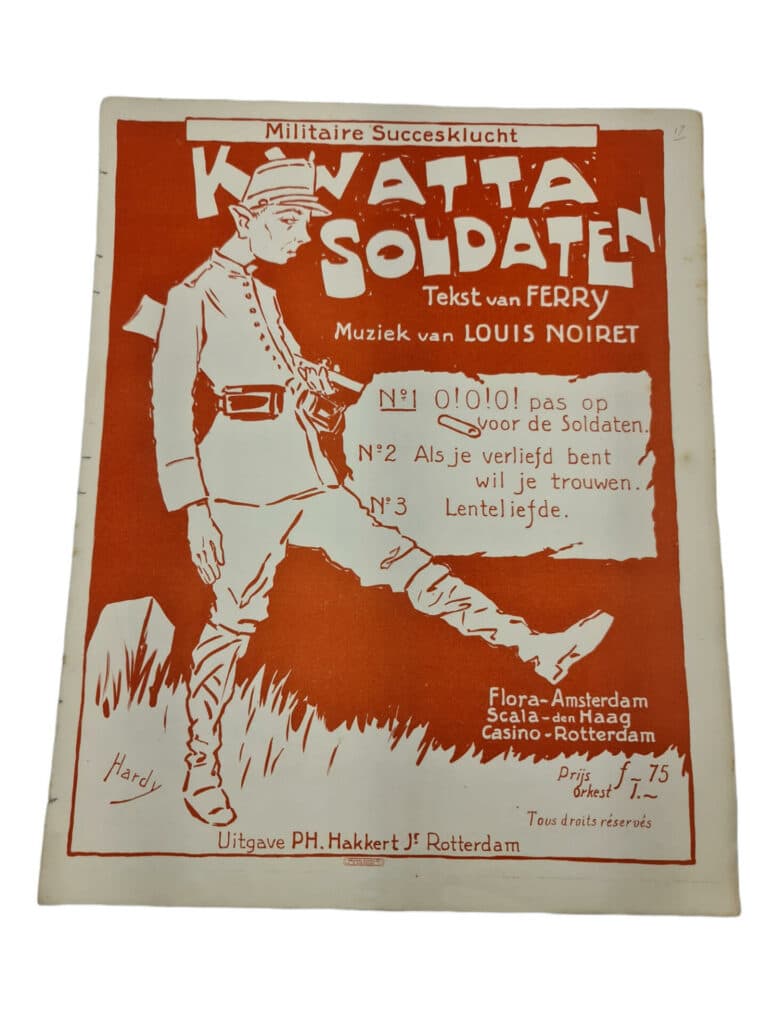 Militaire Succesklucht
KWATTA
SOLDATEN
Tekst van FERRY
Muziek van LOUIS NOIRET
No1 O!O!O! pas op
voor de Soldaten.
No2 Als je verliefd bent
wil je trouwen.
No3 Lenteliefde.
Flora-Amsterdam
Scala-den Haag
Casino-Rotterdam
Prijs f _ 75
orkest 1.~
Tous droits réservés
Hardy
Uitgave PH. Hakkert Jr Rotterdam